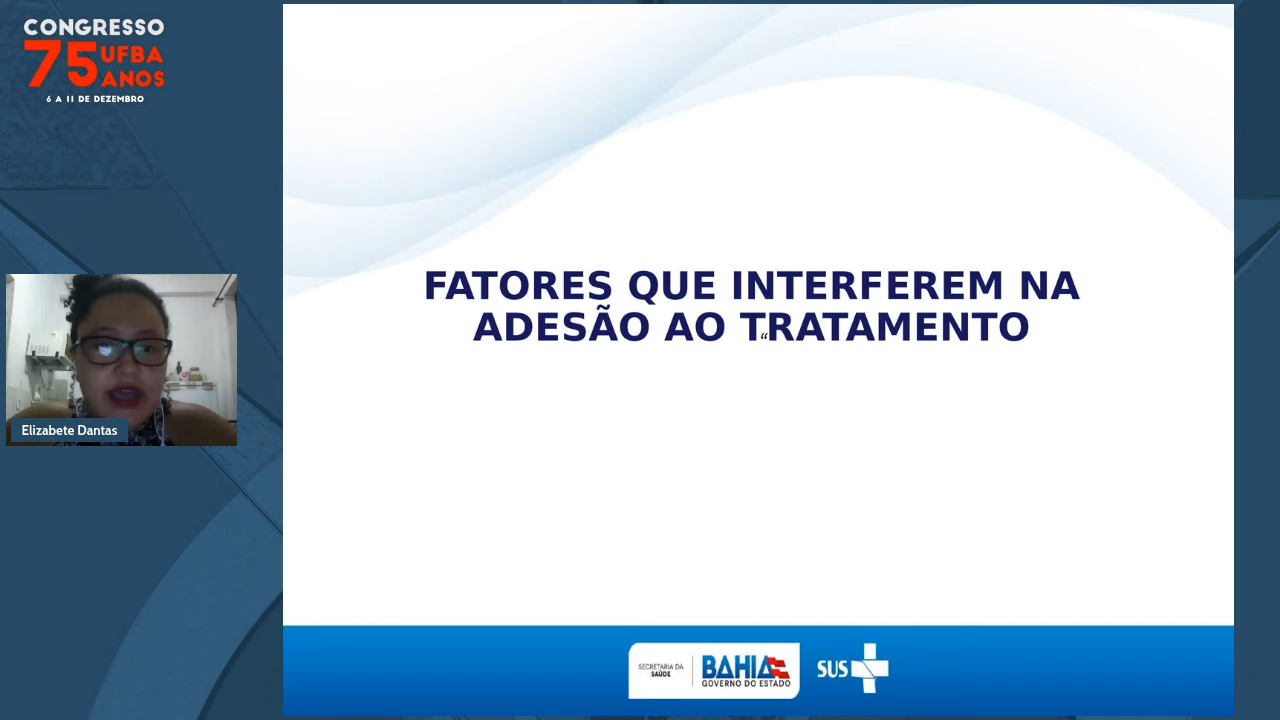 CONGRESSO
75 UFBA
ANOS
6 A 11 DE DEZEMBRO
FATORES QUE INTERFEREM NA
ADESÃO AO TRATAMENTO
“
Elizabete Dantas
SECRETARIA DA
SAÚDE
BAHIA
GOVERNO DO ESTADO
SUS